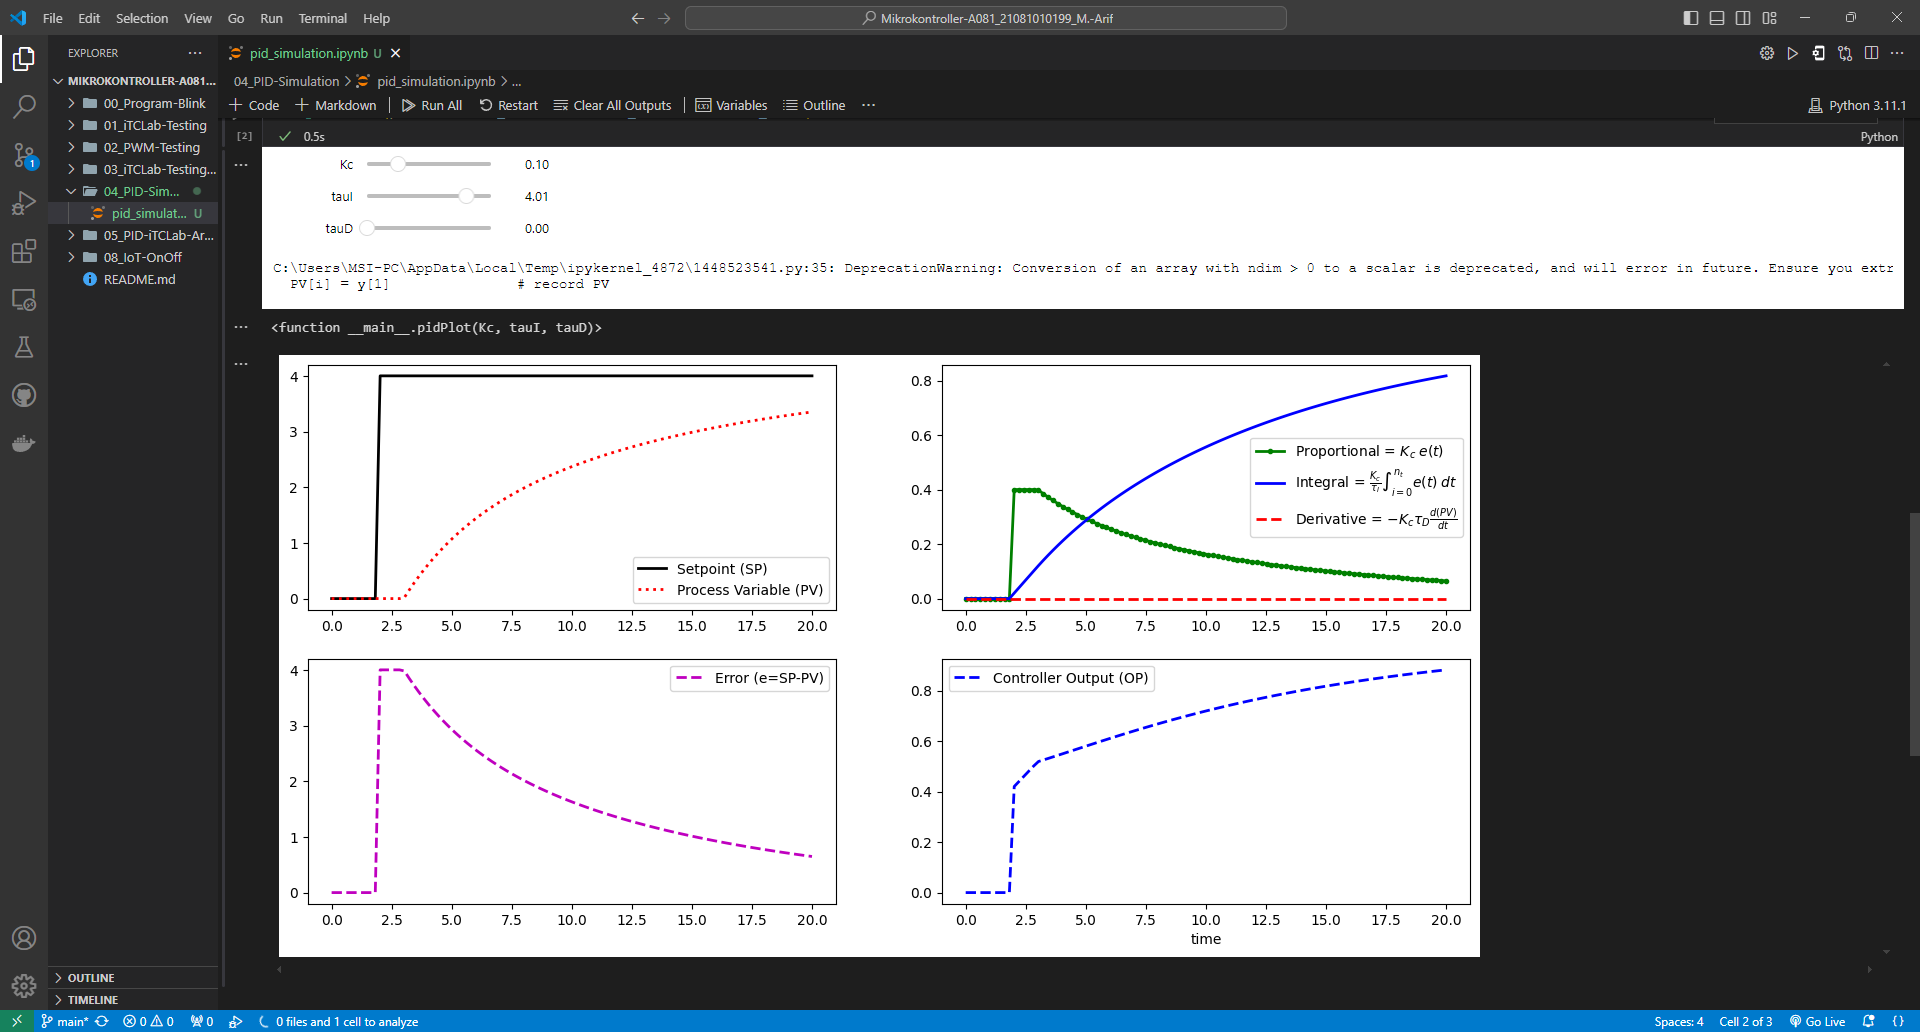 File Edit Selection View Go Run Terminal Help
Mikrokontroller-A081_21081010199_M.-Arif
EXPLORER
pid_simulation.ipynb U
MIKROKONTROLLER-A081...
00_Program-Blink
01_iTCLab-Testing
02_PWM-Testing
03_iTCLab-Testing...
04_PID-Sim...
pid_simulat... U
05_PID-iTCLab-Ar...
08_IoT-OnOff
README.md
1
04_PID-Simulation > pid_simulation.ipynb > ...
Code Markdown Run All Restart Clear All Outputs Variables Outline ... Python 3.11.1
[2] 0.5s Python
Kc 0.10
tauI 4.01
tauD 0.00
C:\Users\MSI-PC\AppData\Local\Temp\ipykernel_4872\1448523541.py:35: DeprecationWarning: Conversion of an array with ndim > 0 to a scalar is deprecated, and will error in future. Ensure you extr
PV[i] = y[1] # record PV
<function __main__.pidPlot(Kc, tauI, tauD)>
4
3
2
1
0
Setpoint (SP)
Process Variable (PV)
0.0 2.5 5.0 7.5 10.0 12.5 15.0 17.5 20.0
0.8
0.6
0.4
0.2
0.0
Proportional = K_c e(t)
Integral = K_c/τ_I ∫_{i=0}^{n_t} e(t) dt
Derivative = −K_c τ_D d(PV)/dt
0.0 2.5 5.0 7.5 10.0 12.5 15.0 17.5 20.0
4
3
2
1
0
Error (e=SP-PV)
0.0 2.5 5.0 7.5 10.0 12.5 15.0 17.5 20.0
0.8
0.6
0.4
0.2
0.0
Controller Output (OP)
0.0 2.5 5.0 7.5 10.0 12.5 15.0 17.5 20.0
time
OUTLINE
TIMELINE
main* 0 0 0 0 files and 1 cell to analyze Spaces: 4 Cell 2 of 3 Go Live